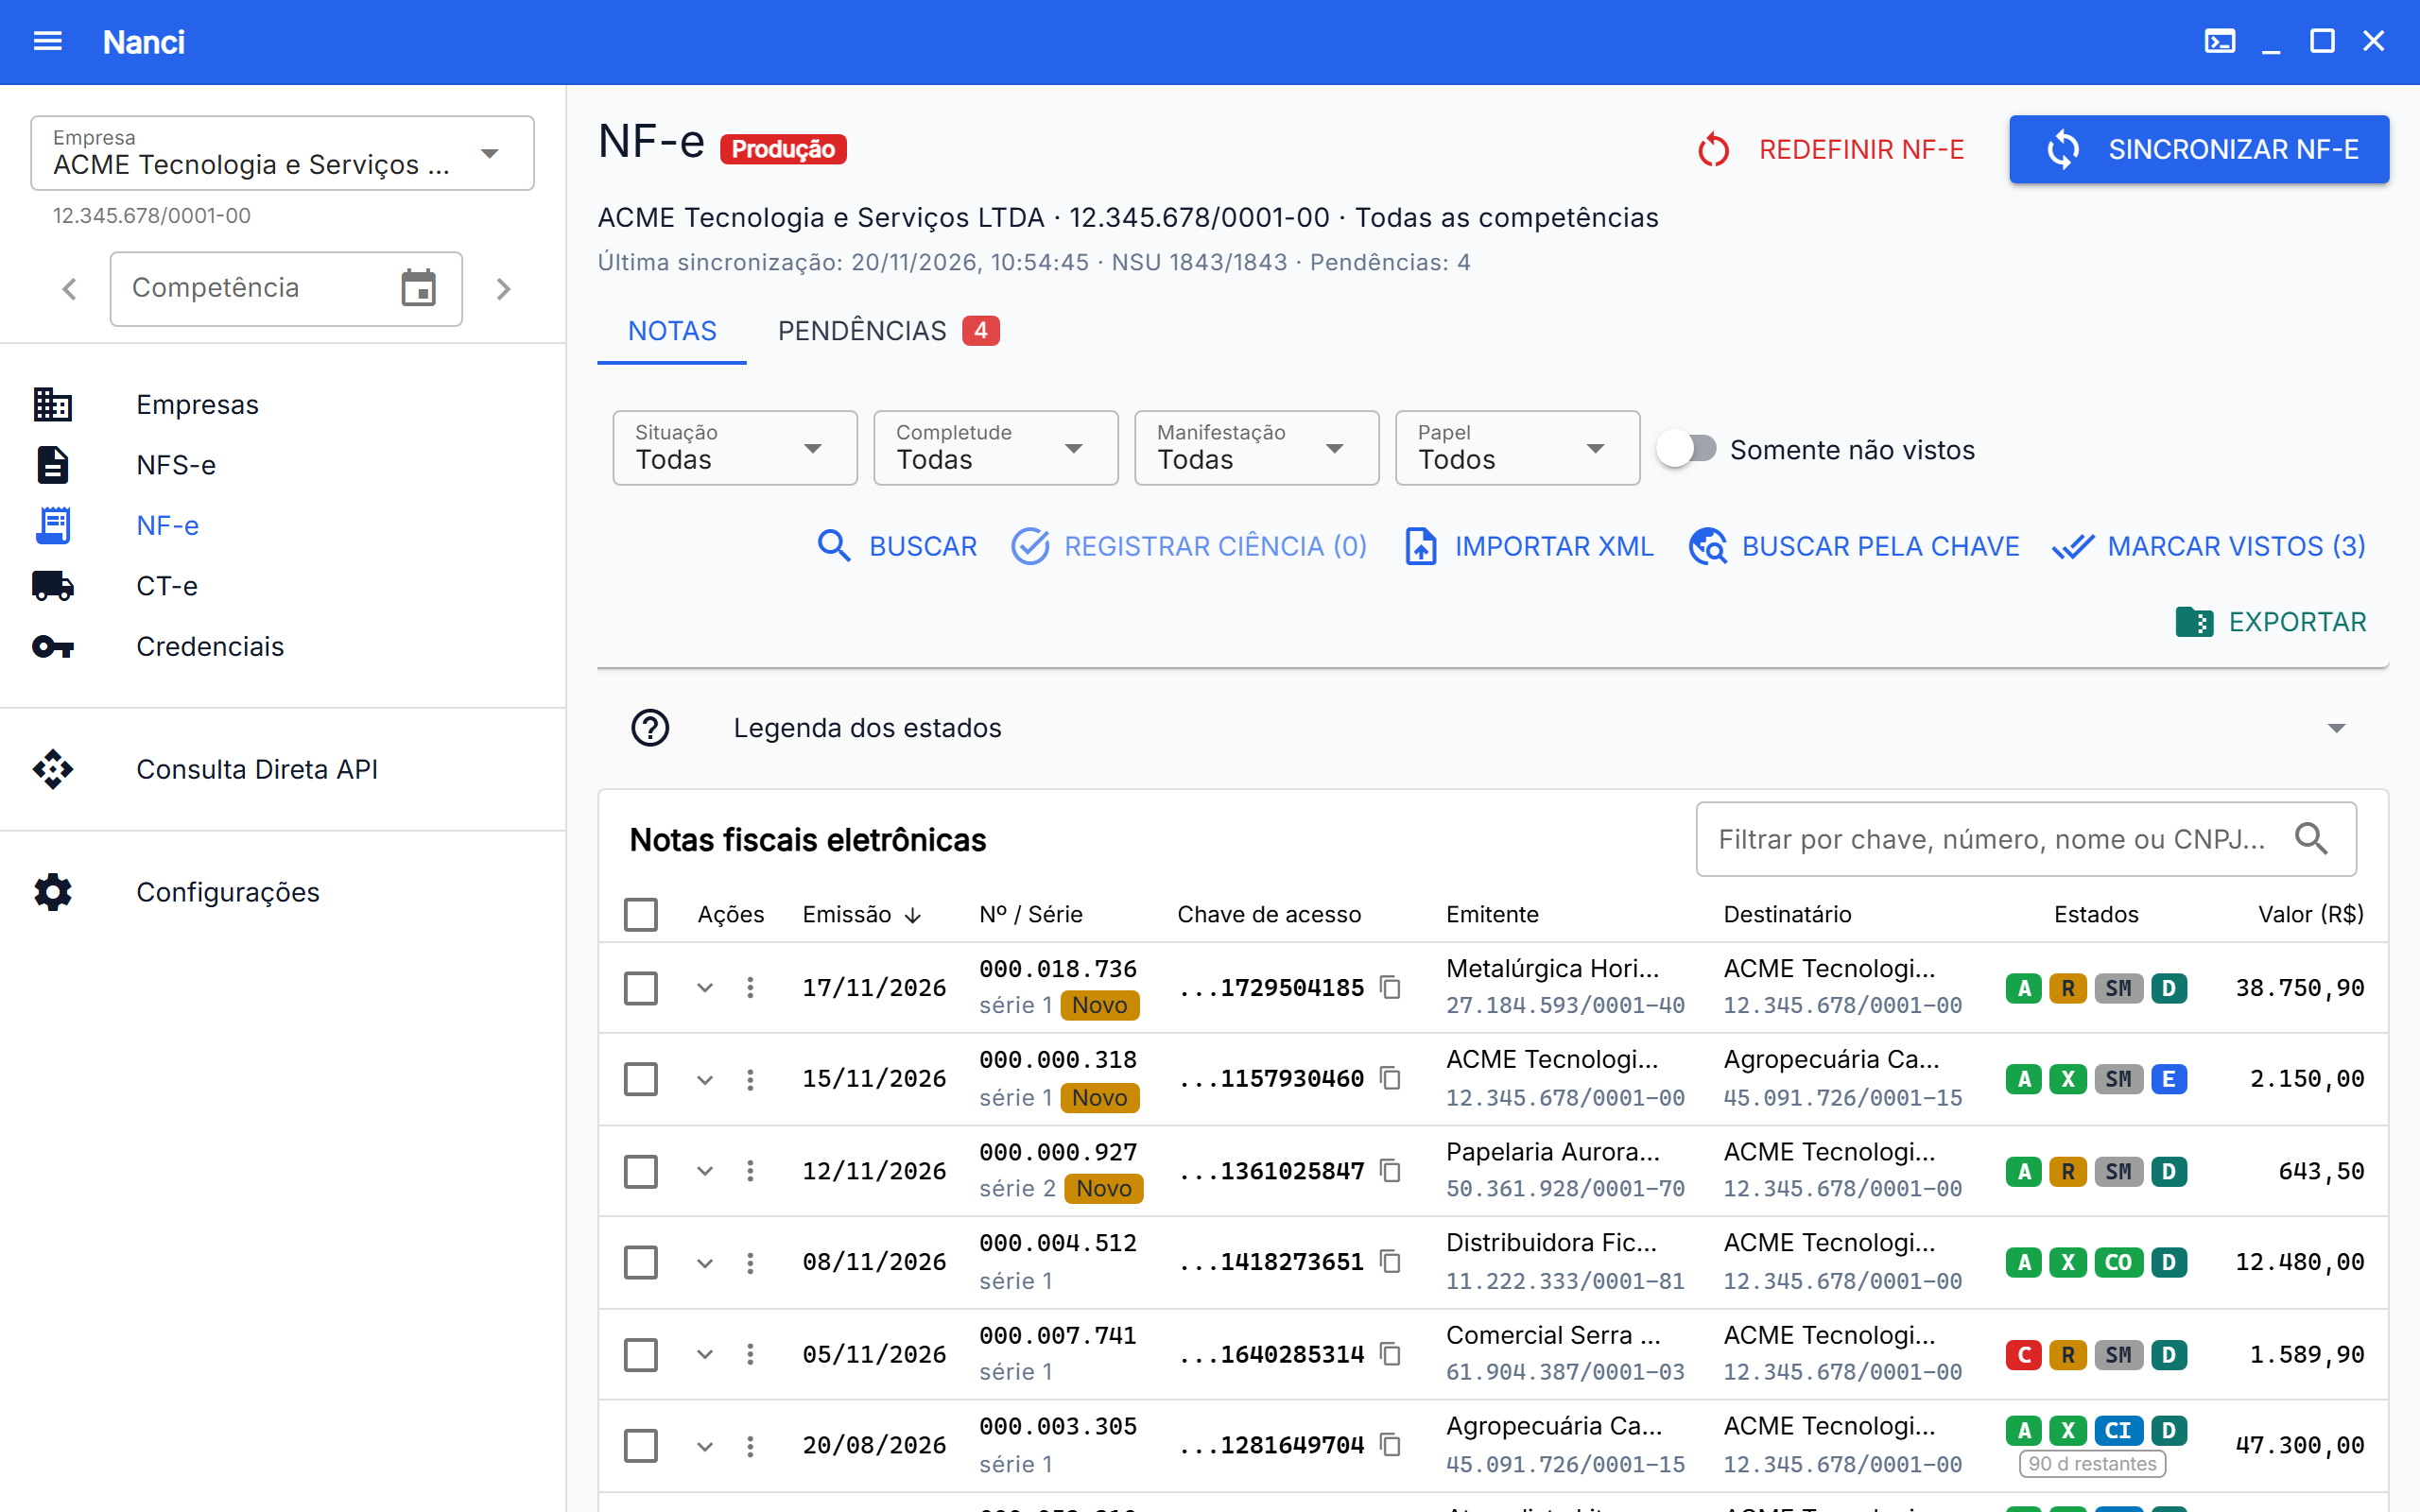 Nanci
Empresa
ACME Tecnologia e Serviços ...
12.345.678/0001-00
Competência
Empresas
NFS-e
NF-e
CT-e
Credenciais
Consulta Direta API
Configurações
NF-e Produção
REDEFINIR NF-E
SINCRONIZAR NF-E
ACME Tecnologia e Serviços LTDA · 12.345.678/0001-00 · Todas as competências
Última sincronização: 20/11/2026, 10:54:45 · NSU 1843/1843 · Pendências: 4
NOTAS PENDÊNCIAS 4
Situação Completude Manifestação Papel
Todas Todas Todas Todos Somente não vistos
BUSCAR REGISTRAR CIÊNCIA (0) IMPORTAR XML BUSCAR PELA CHAVE MARCAR VISTOS (3)
EXPORTAR
Legenda dos estados
Notas fiscais eletrônicas Filtrar por chave, número, nome ou CNPJ...
Ações Emissão Nº / Série Chave de acesso Emitente Destinatário Estados Valor (R$)
000.018.736 Metalúrgica Hori... ACME Tecnologi...
17/11/2026 ...1729504185 A R SM D 38.750,90
série 1 Novo 27.184.593/0001-40 12.345.678/0001-00
000.000.318 ACME Tecnologi... Agropecuária Ca...
15/11/2026 ...1157930460 A X SM E 2.150,00
série 1 Novo 12.345.678/0001-00 45.091.726/0001-15
000.000.927 Papelaria Aurora... ACME Tecnologi...
12/11/2026 ...1361025847 A R SM D 643,50
série 2 Novo 50.361.928/0001-70 12.345.678/0001-00
000.004.512 Distribuidora Fic... ACME Tecnologi...
08/11/2026 ...1418273651 A X CO D 12.480,00
série 1 11.222.333/0001-81 12.345.678/0001-00
000.007.741 Comercial Serra ... ACME Tecnologi...
05/11/2026 ...1640285314 C R SM D 1.589,90
série 1 61.904.387/0001-03 12.345.678/0001-00
000.003.305 Agropecuária Ca... ACME Tecnologi...
20/08/2026 ...1281649704 A X CI D 47.300,00
série 1 45.091.726/0001-15 12.345.678/0001-00 90 d restantes